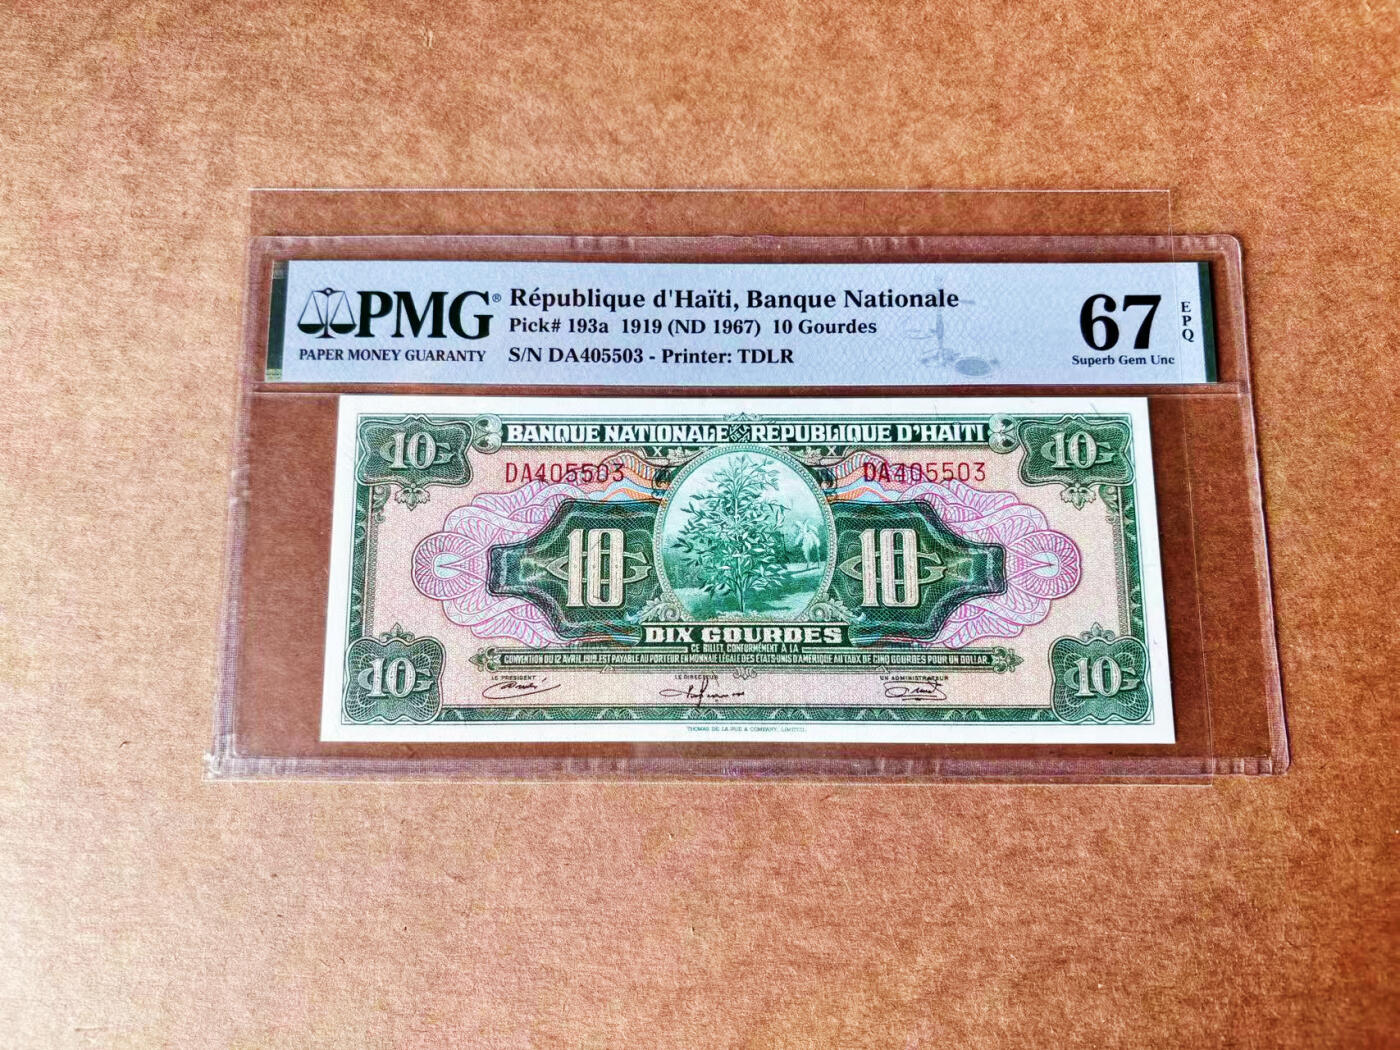 PMG®
PAPER MONEY GUARANTY
République d'Haïti, Banque Nationale
Pick# 193a 1919 (ND 1967) 10 Gourdes
S/N DA405503 - Printer: TDLR
67
Superb Gem Unc
EPQ
10 BANQUE NATIONALE DE LA REPUBLIQUE D'HAITI 10
DA405503 DA405503
10 10
DIX GOURDES
CE BILLET, CONFORMÉMENT À LA
CONVENTION DU 12 AVRIL 1919, EST PAYABLE AU PORTEUR EN MONNAIE LÉGALE DES ETATS-UNIS D'AMÉRIQUE AU TAUX DE CINQ GOURDES POUR UN DOLLAR.
10 10
LE PRÉSIDENT LE DIRECTEUR UN ADMINISTRATEUR
THOMAS DE LA RUE & COMPANY, LIMITED.